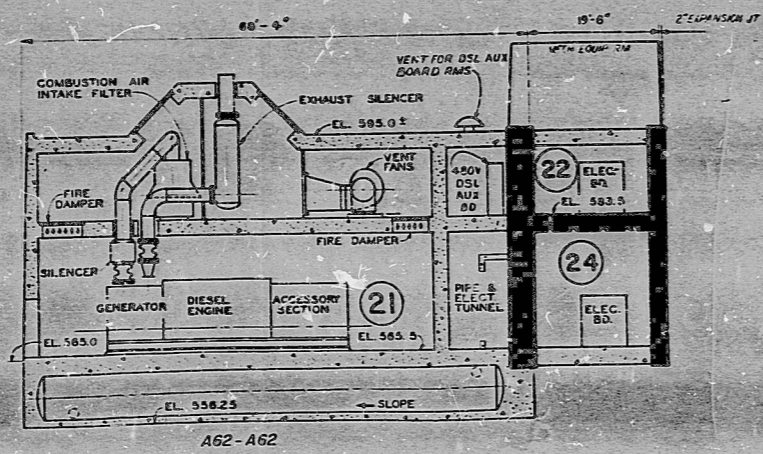 19'-6"
2" EXPANSION JT
COMBUSTION AIR
INTAKE FILTER
EXHAUST SILENCER
VENT FOR DSL AUX
BOARD RMS
EL. 595.0±
VENT
FANS
480V
DSL
AUX
BD
22
ELEC.
BD.
EL. 583.5
FIRE
DAMPER
FIRE DAMPER
SILENCER
GENERATOR
DIESEL
ENGINE
ACCESSORY
SECTION
21
PIPE &
ELECT
TUNNEL
24
ELEC.
BD.
EL. 565.0
EL. 565.5
EL. 556.25
SLOPE
A62-A62